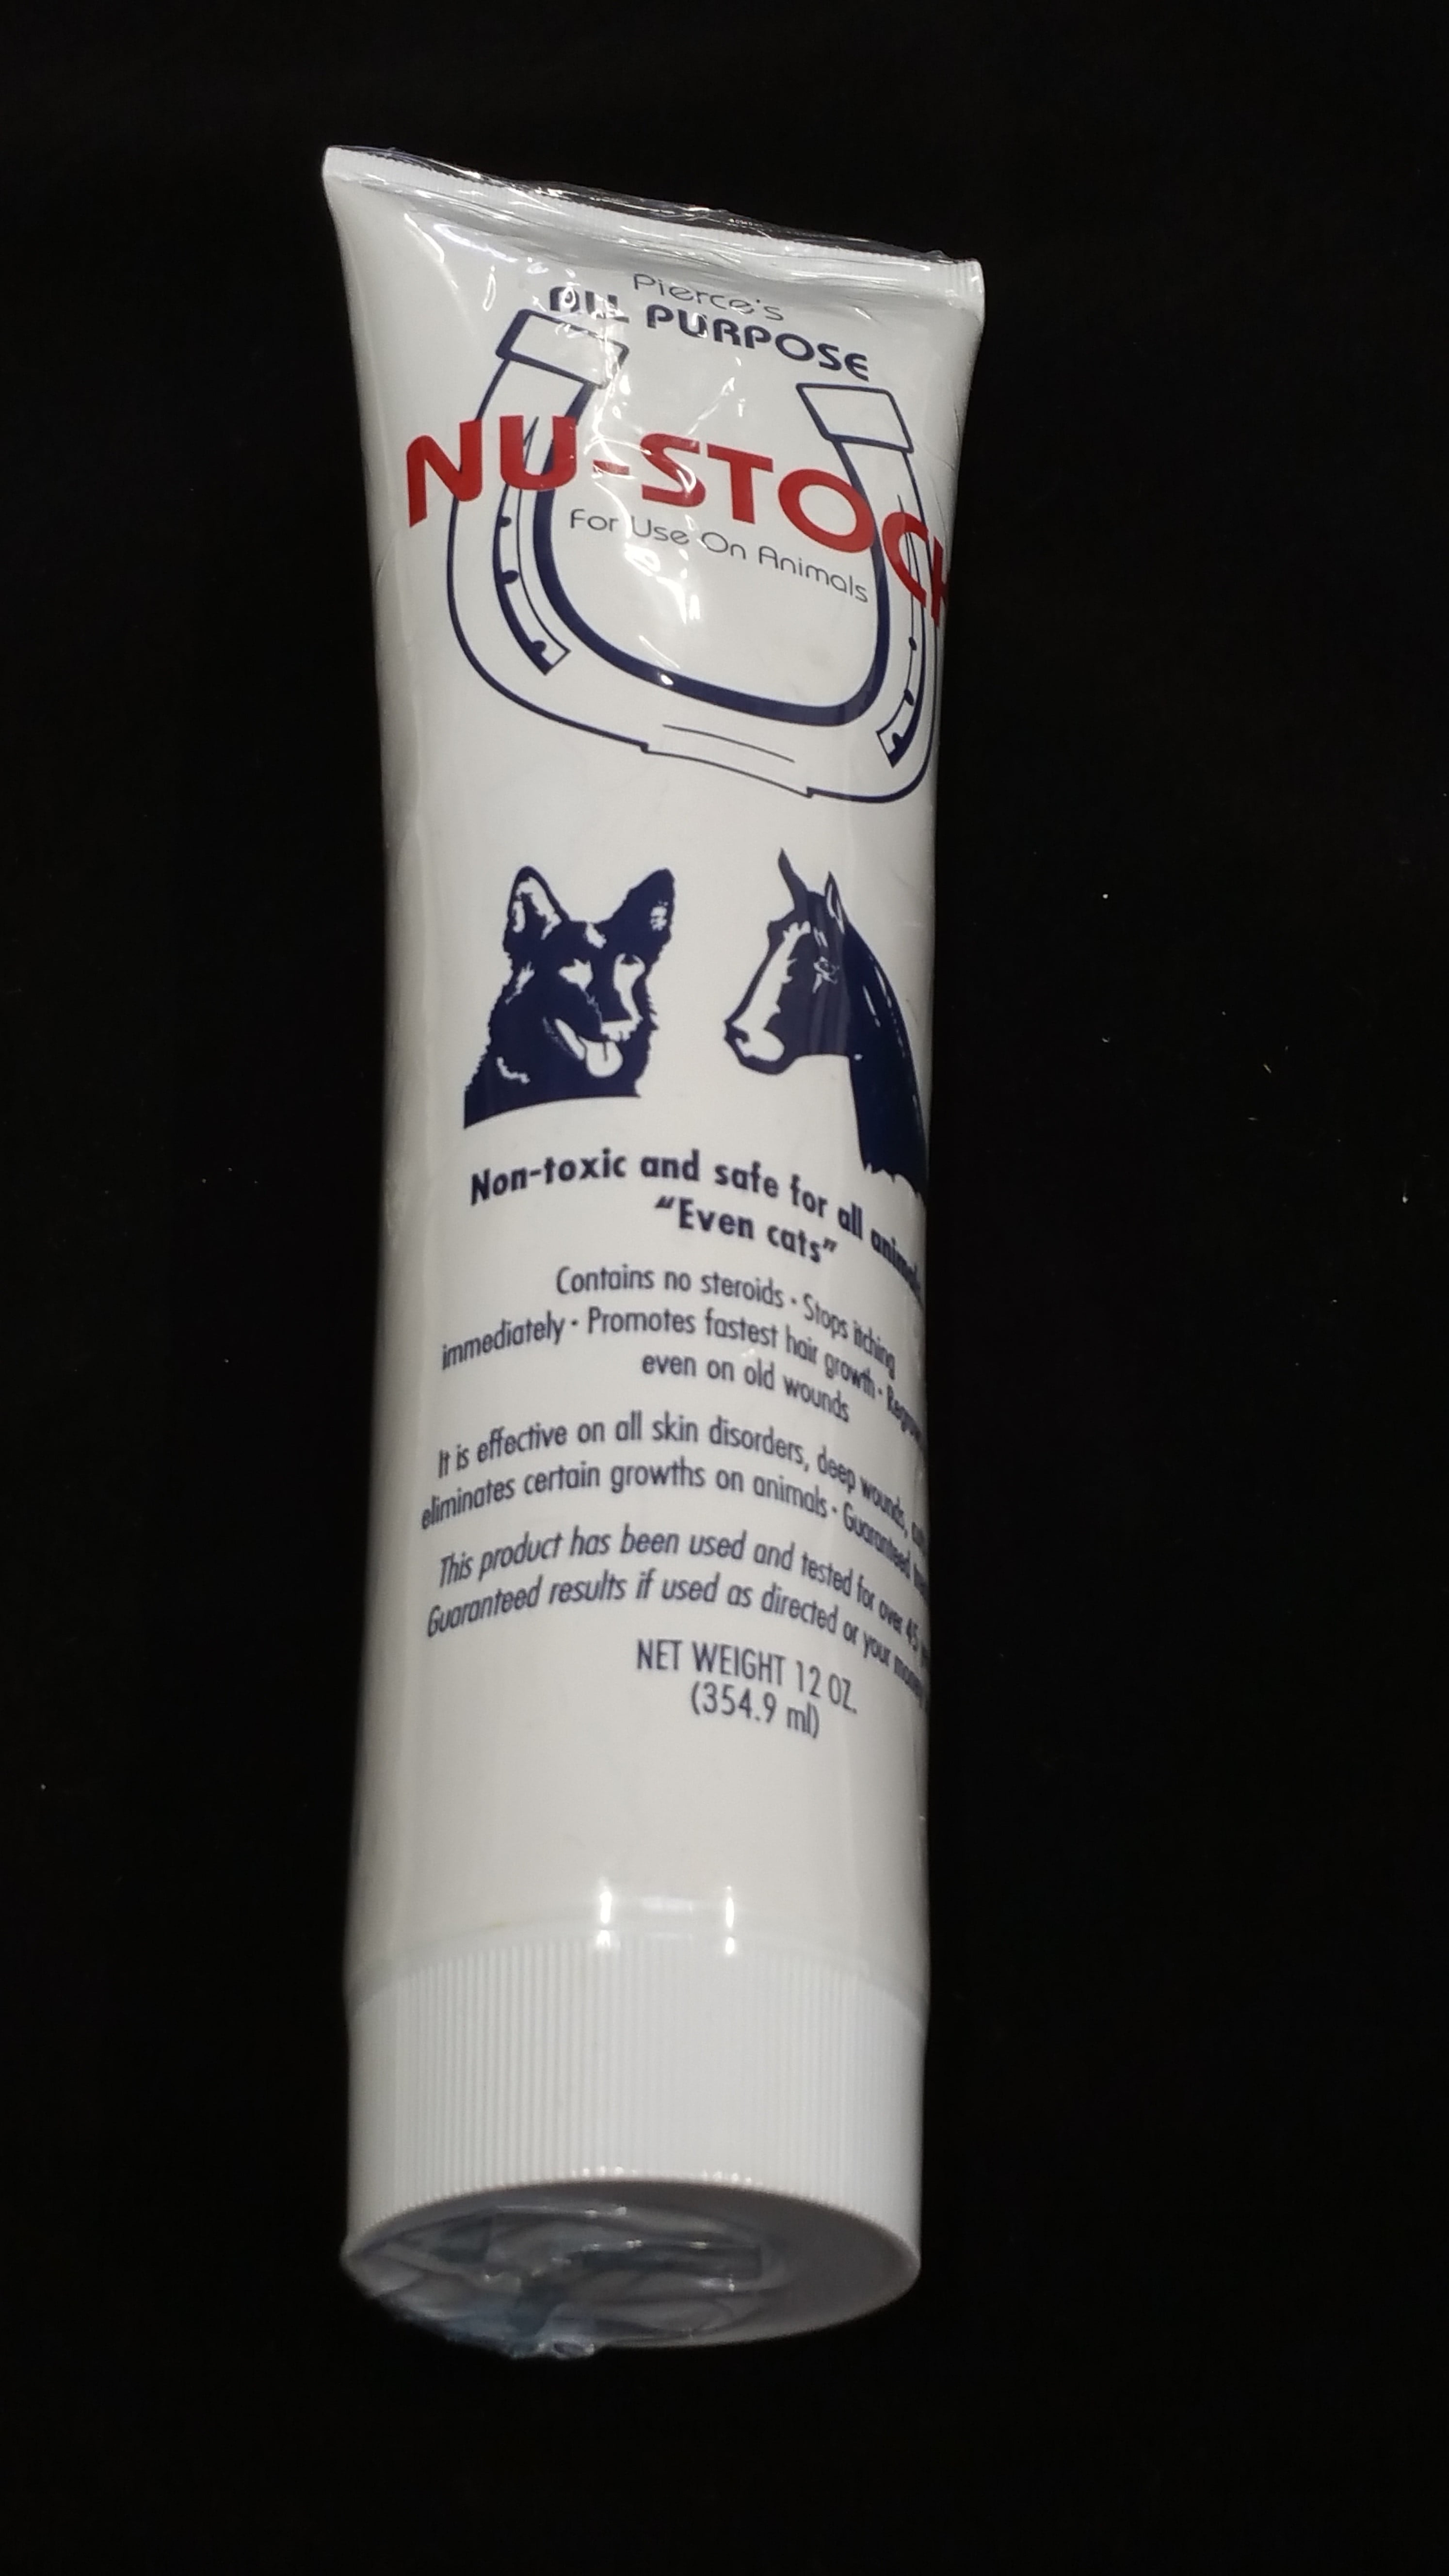 Pierce's
ALL PURPOSE
NU-STOCK
For Use On Animals
Non-toxic and safe for all
"Even cats"
Contains no steroids · Stops itching
immediately · Promotes fastest hair growth ·
even on old wounds
It is effective on all skin disorders, deep wounds,
eliminates certain growths on animals · Guaranteed
This product has been used and tested for over 45
Guaranteed results if used as directed or your money
NET WEIGHT 12 OZ.
(354.9 ml)